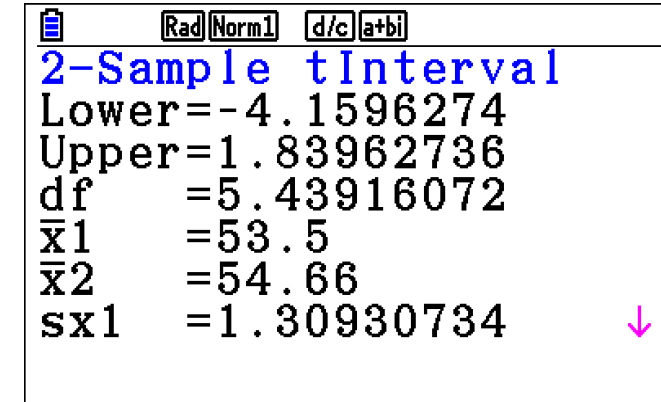 Rad Norm1 d/c a+bi
2-Sample tInterval
Lower=-4.1596274
Upper=1.83962736
df =5.43916072
x̅1 =53.5
x̅2 =54.66
sx1 =1.30930734 ↓